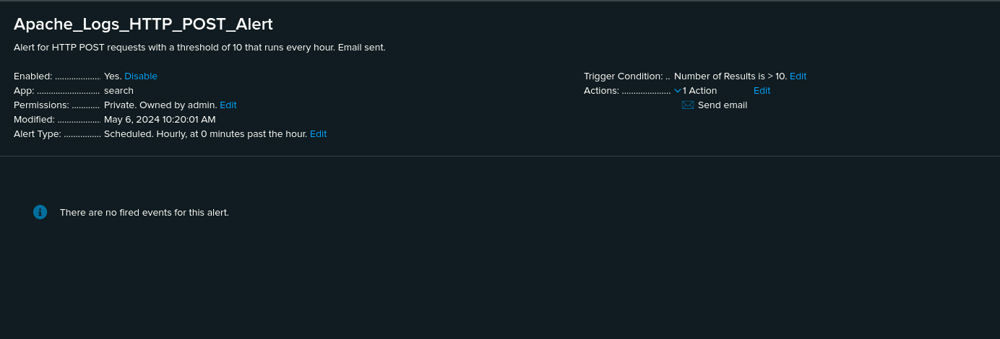 Apache_Logs_HTTP_POST_Alert
Alert for HTTP POST requests with a threshold of 10 that runs every hour. Email sent.
Enabled: ................... Yes. Disable
App: ........................... search
Permissions: ............ Private. Owned by admin. Edit
Modified: .................. May 6, 2024 10:20:01 AM
Alert Type: ................ Scheduled. Hourly, at 0 minutes past the hour. Edit
Trigger Condition: .. Number of Results is > 10. Edit
Actions: ..................... 1 Action Edit
Send email
There are no fired events for this alert.